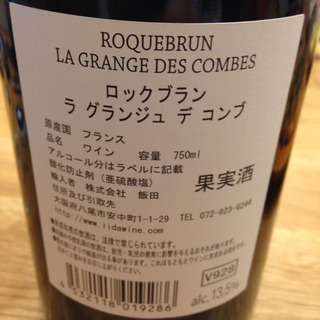 ROQUEBRUN
LA GRANGE DES COMBES
ロックブラン
ラ グランジュ デ コンブ
原産国 フランス
品名 ワイン 容量 750ml
アルコール分はラベルに記載
酸化防止剤（亜硫酸塩）
輸入者 株式会社 飯田
住所及び引取先
大阪府八尾市安中町1-1-29 TEL 072-923-6244
www.iidawine.com
果実酒
V928
alc.13,5%
4 532118 019286